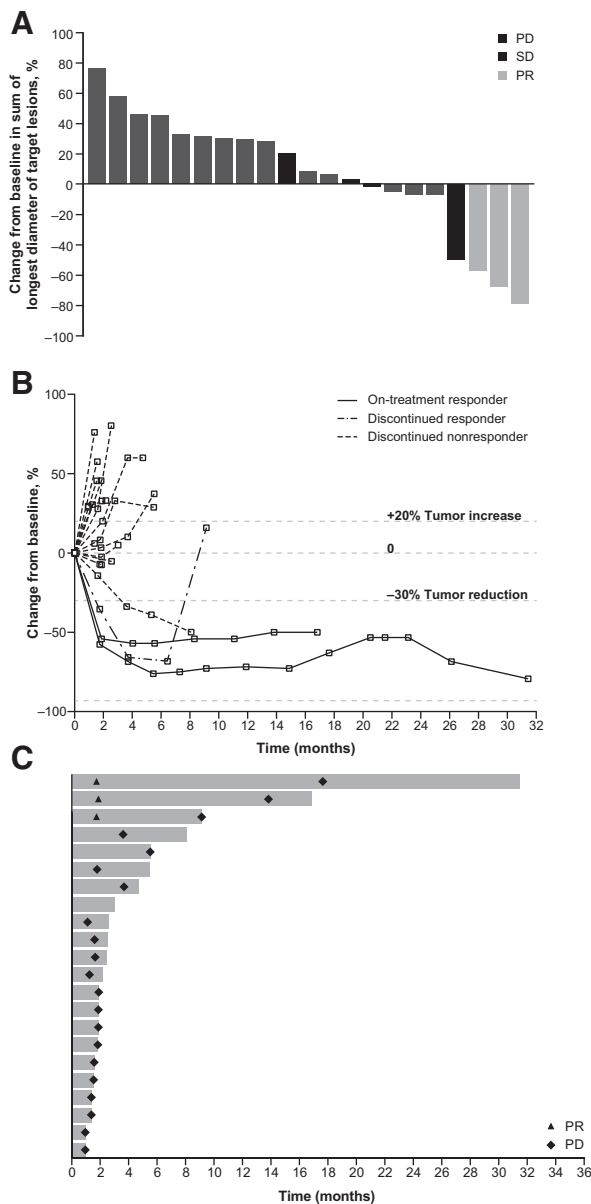 A
Change from baseline in sum of
longest diameter of target lesions, %
100
80
60
40
20
0
–20
–40
–60
–80
–100
PD
SD
PR
B
Change from baseline, %
100
50
0
–50
–100
On-treatment responder
Discontinued responder
Discontinued nonresponder
+20% Tumor increase
0
–30% Tumor reduction
0 2 4 6 8 10 12 14 16 18 20 22 24 26 28 30 32
Time (months)
C
PR
PD
0 2 4 6 8 10 12 14 16 18 20 22 24 26 28 30 32 34 36
Time (months)